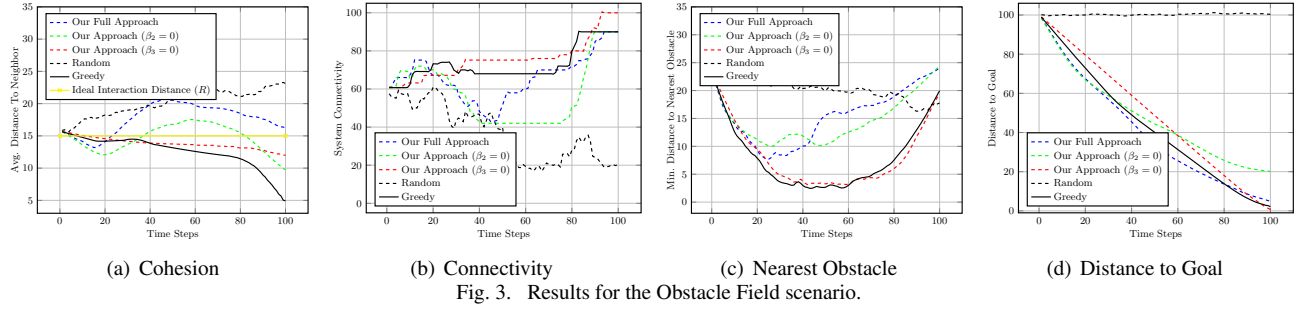 Avg. Distance To Neighbor
35
30
25
20
15
10
5
0
20
40
60
80
100
Time Steps
Our Full Approach
Our Approach (β₂ = 0)
Our Approach (β₃ = 0)
Random
Greedy
Ideal Interaction Distance (R)
(a) Cohesion
System Connectivity
100
80
60
40
20
0
0
20
40
60
80
100
Time Steps
Our Full Approach
Our Approach (β₂ = 0)
Our Approach (β₃ = 0)
Random
Greedy
(b) Connectivity
Min. Distance to Nearest Obstacle
35
30
25
20
15
10
5
0
0
20
40
60
80
100
Time Steps
Our Full Approach
Our Approach (β₂ = 0)
Our Approach (β₃ = 0)
Random
Greedy
(c) Nearest Obstacle
Distance to Goal
100
80
60
40
20
0
0
20
40
60
80
100
Time Steps
Our Full Approach
Our Approach (β₂ = 0)
Our Approach (β₃ = 0)
Random
Greedy
(d) Distance to Goal
Fig. 3. Results for the Obstacle Field scenario.